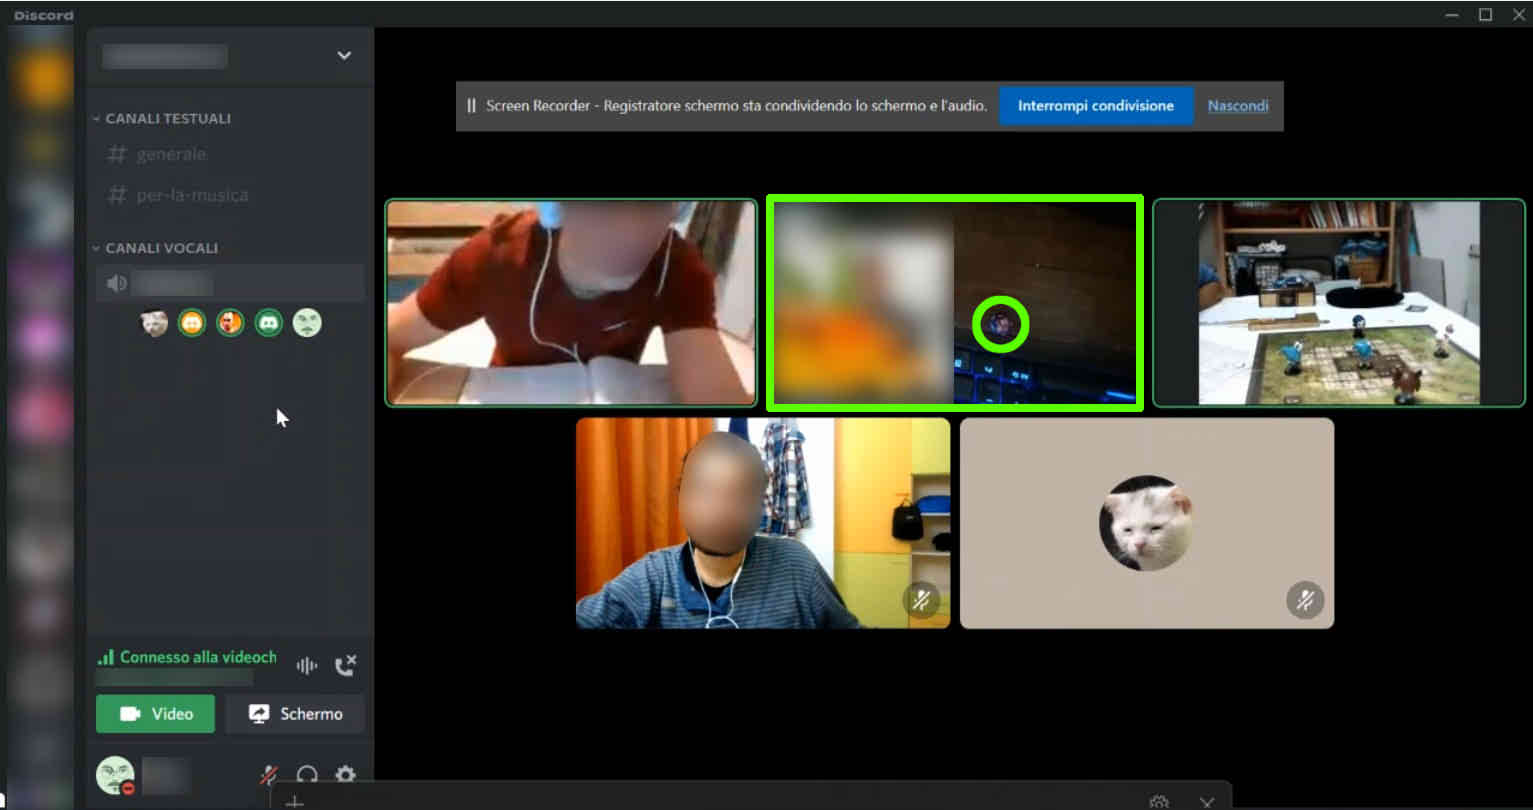 Discord
Screen Recorder - Registratore schermo sta condividendo lo schermo e l'audio.
Interrompi condivisione
Nascondi
CANALI TESTUALI
# generale
# per-la-musica
CANALI VOCALI
Connesso alla videoch
Video
Schermo